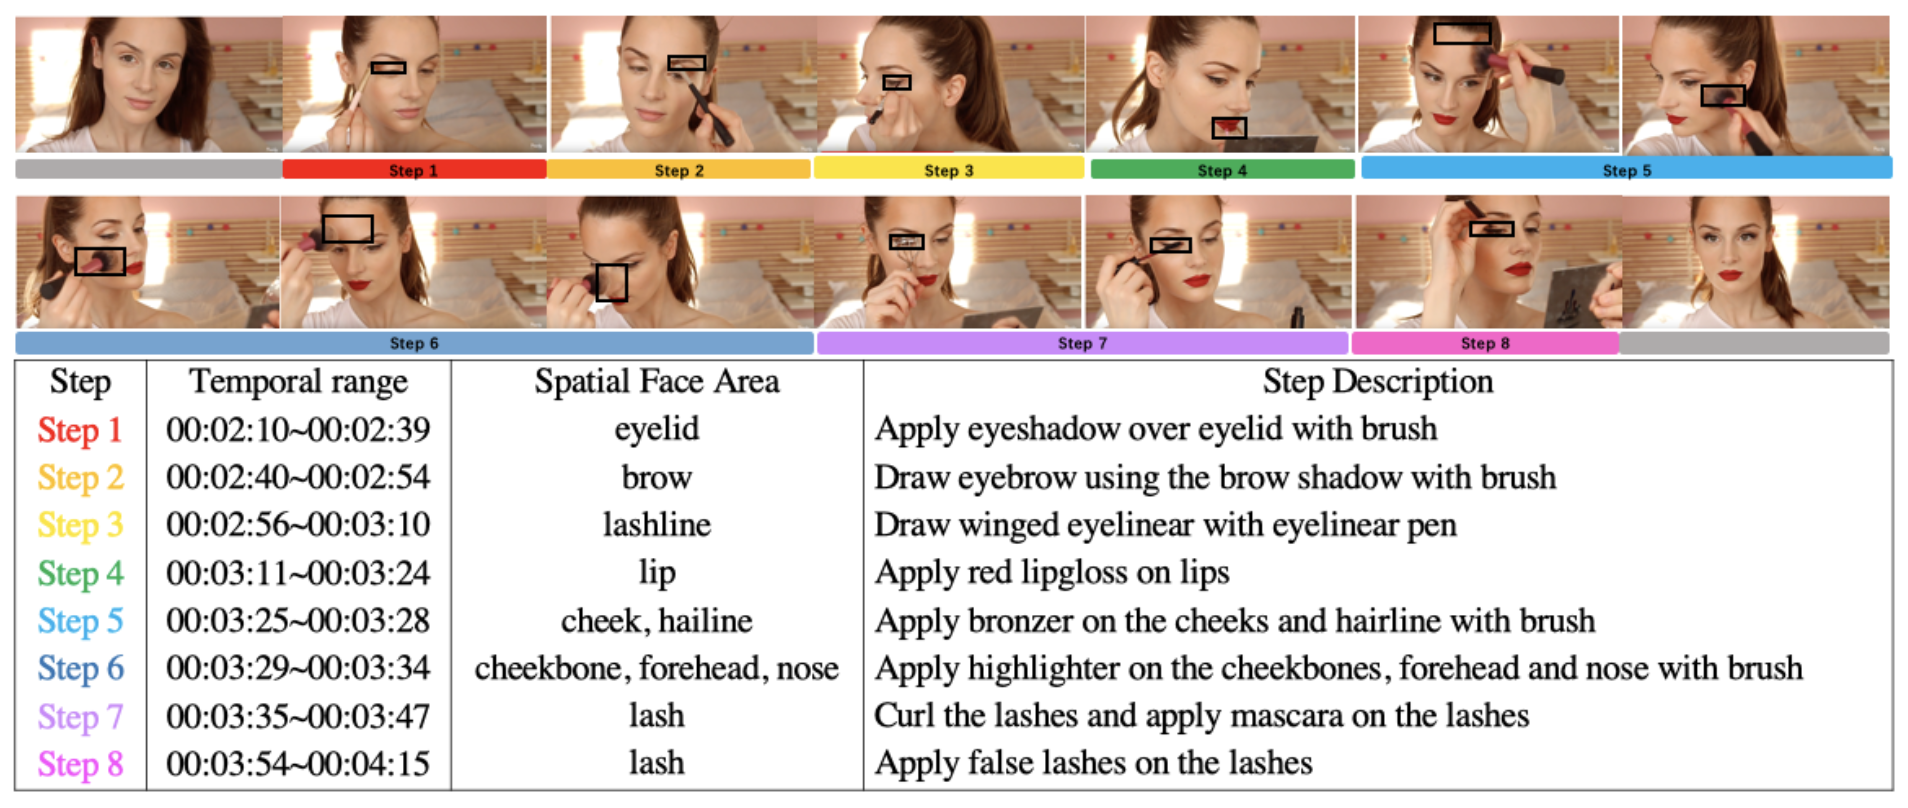 Step 1 Step 2 Step 3 Step 4 Step 5
Step 6 Step 7 Step 8
Step Temporal range Spatial Face Area Step Description
Step 1 00:02:10~00:02:39 eyelid Apply eyeshadow over eyelid with brush
Step 2 00:02:40~00:02:54 brow Draw eyebrow using the brow shadow with brush
Step 3 00:02:56~00:03:10 lashline Draw winged eyelinear with eyelinear pen
Step 4 00:03:11~00:03:24 lip Apply red lipgloss on lips
Step 5 00:03:25~00:03:28 cheek, hailine Apply bronzer on the cheeks and hairline with brush
Step 6 00:03:29~00:03:34 cheekbone, forehead, nose Apply highlighter on the cheekbones, forehead and nose with brush
Step 7 00:03:35~00:03:47 lash Curl the lashes and apply mascara on the lashes
Step 8 00:03:54~00:04:15 lash Apply false lashes on the lashes